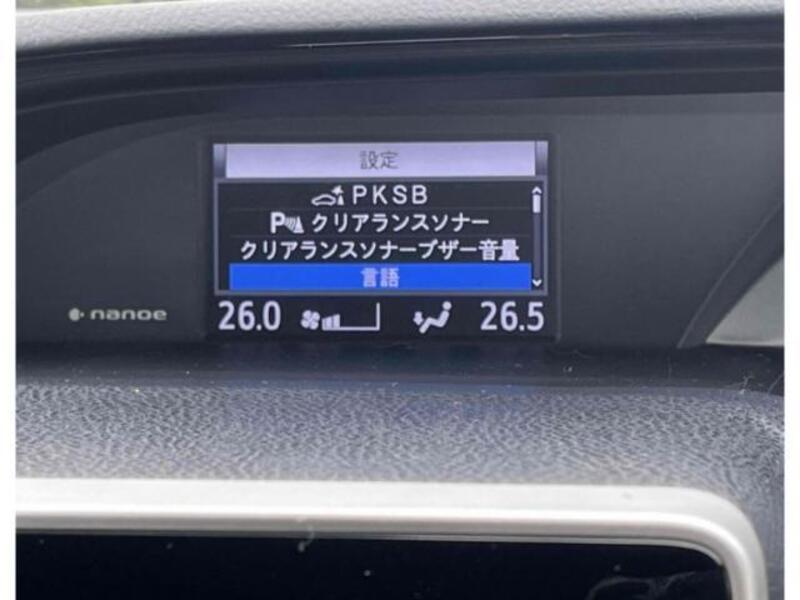 設定
PKSB
P クリアランスソナー
クリアランスソナーブザー音量
言語
nanoe
26.0 26.5